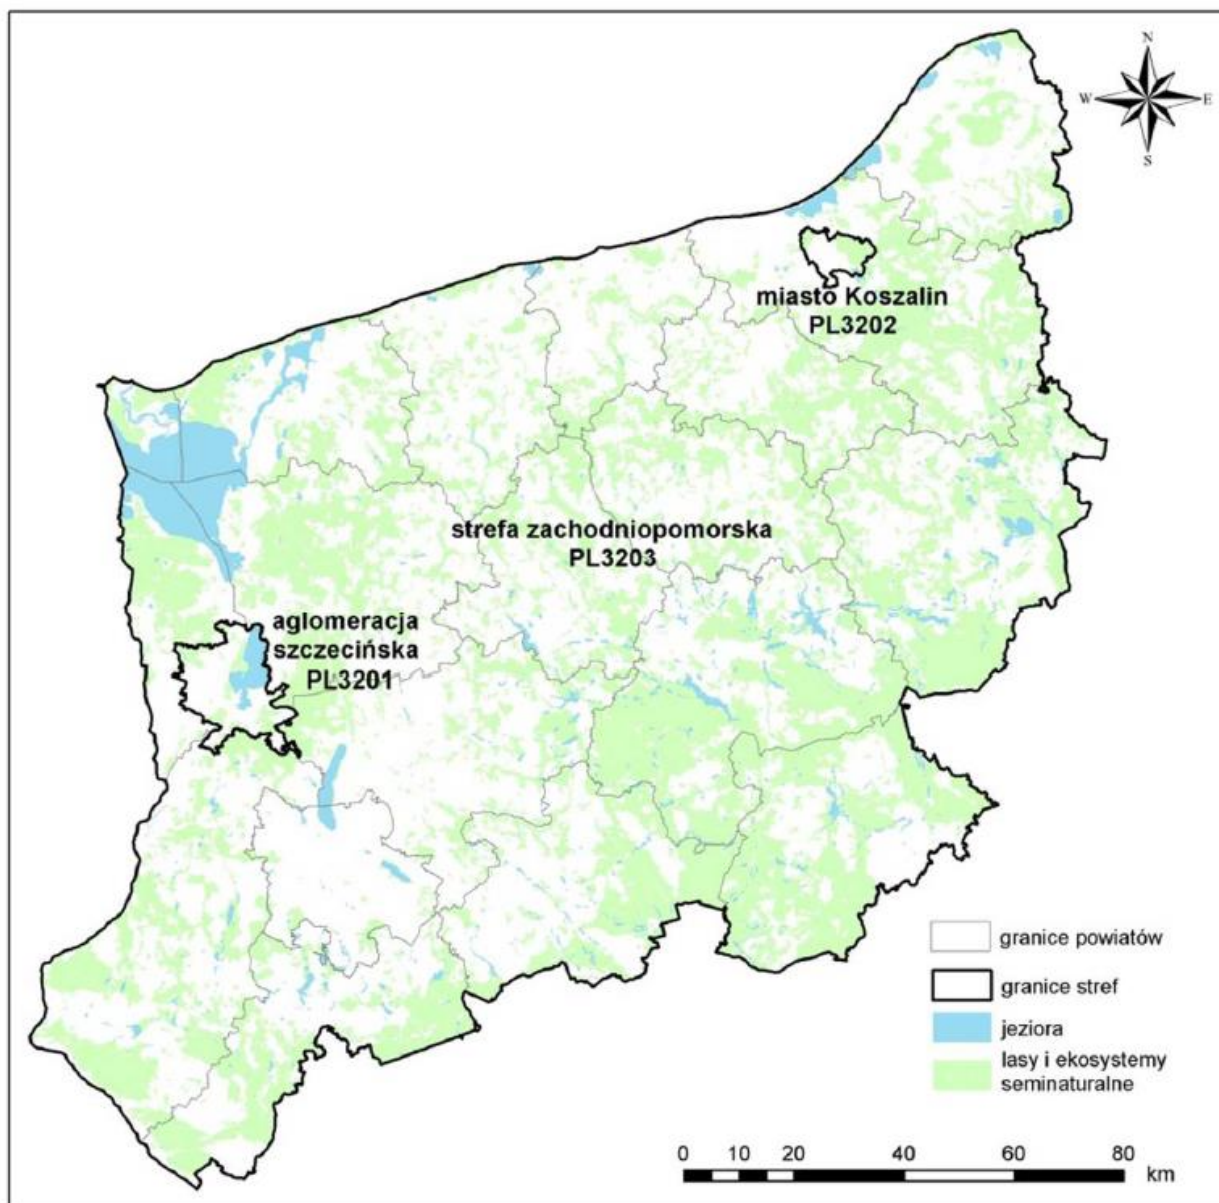 N
W
E
S
miasto Koszalin
PL3202
strefa zachodniopomorska
PL3203
aglomeracja
szczecińska
PL3201
granice powiatów
granice stref
jeziora
lasy i ekosystemy
seminaturalne
0 10 20 40 60 80
km